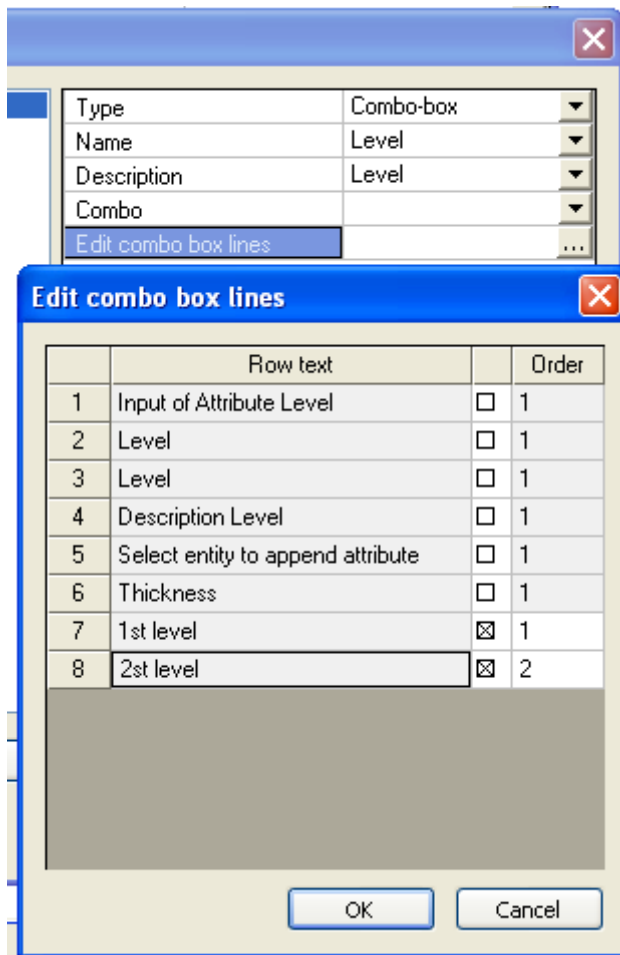 Type Combo-box
Name Level
Description Level
Combo
Edit combo box lines ...
Edit combo box lines
Row text Order
1 Input of Attribute Level 1
2 Level 1
3 Level 1
4 Description Level 1
5 Select entity to append attribute 1
6 Thickness 1
7 1st level 1
8 2st level 2
OK Cancel